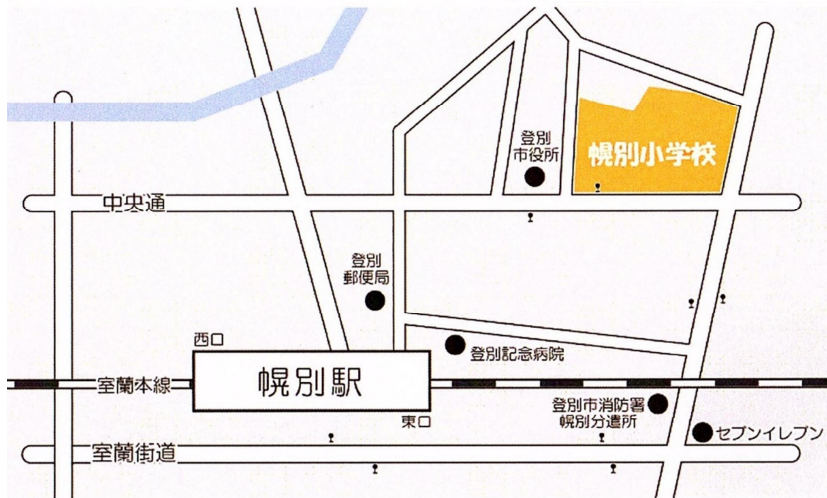 登別
市役所
幌別小学校
中央通
登別
郵便局
西口
登別記念病院
幌別駅
室蘭本線
東口
登別市消防署
幌別分遣所
セブンイレブン
室蘭街道